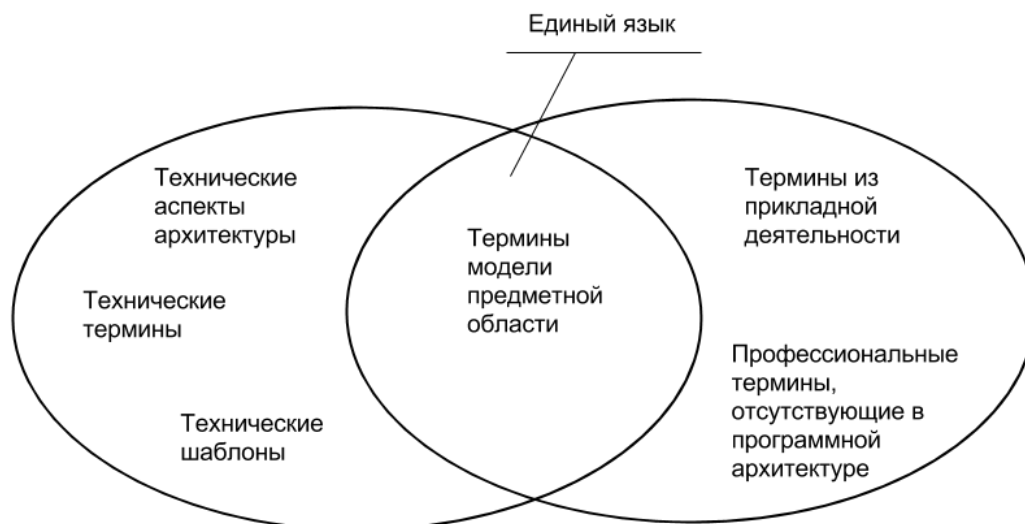 Единый язык
Технические
аспекты
архитектуры
Технические
термины
Технические
шаблоны
Термины
модели
предметной
области
Термины из
прикладной
деятельности
Профессиональные
термины,
отсутствующие в
программной
архитектуре